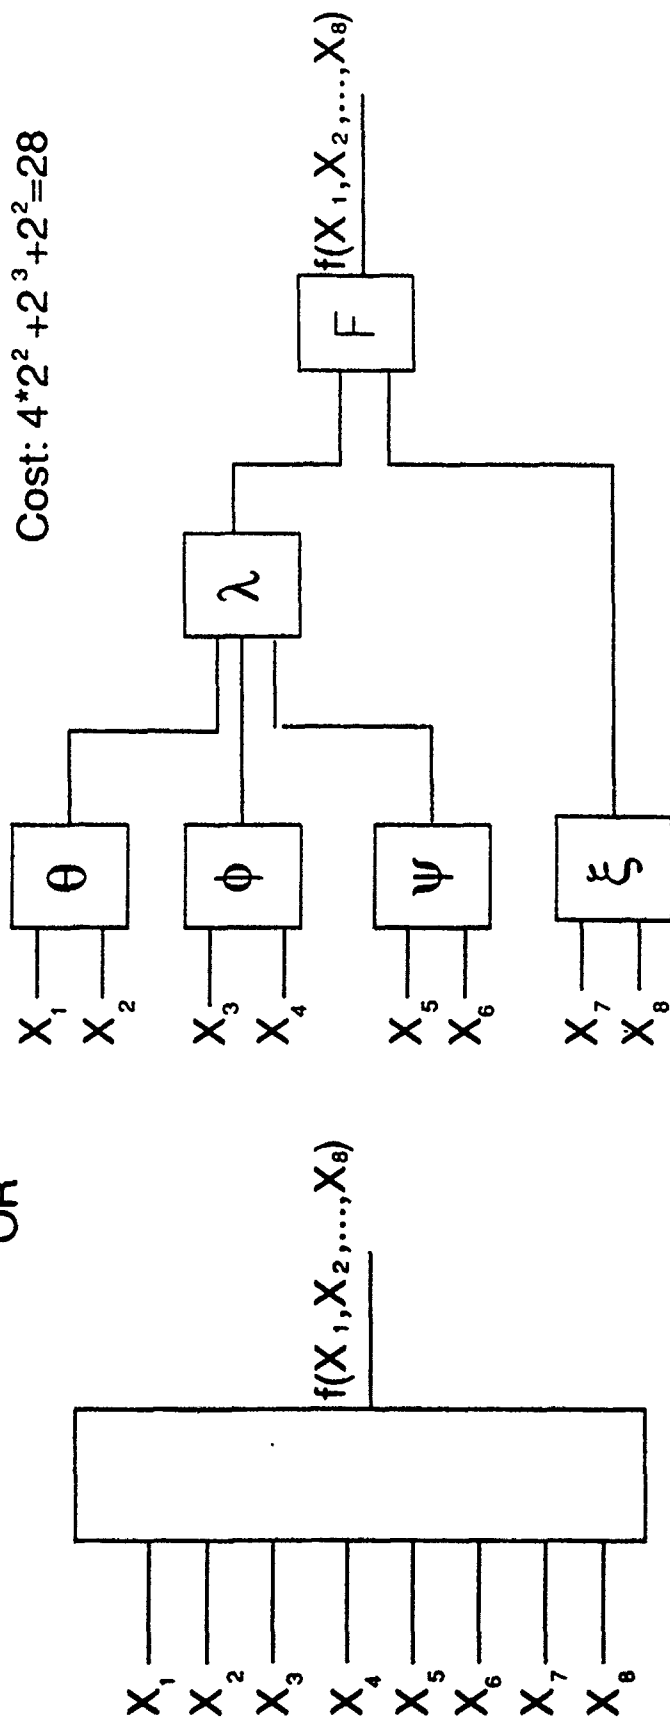 OR
X₁
X₂
X₃
X₄
X₅
X₆
X₇
X₈
f(X₁,X₂,...,X₈)
Cost: 4*2²+2³+2²=28
X₁
X₂
θ
X₃
X₄
φ
X₅
X₆
ψ
X₇
X₈
ξ
λ
F
f(X₁,X₂,...,X₈)